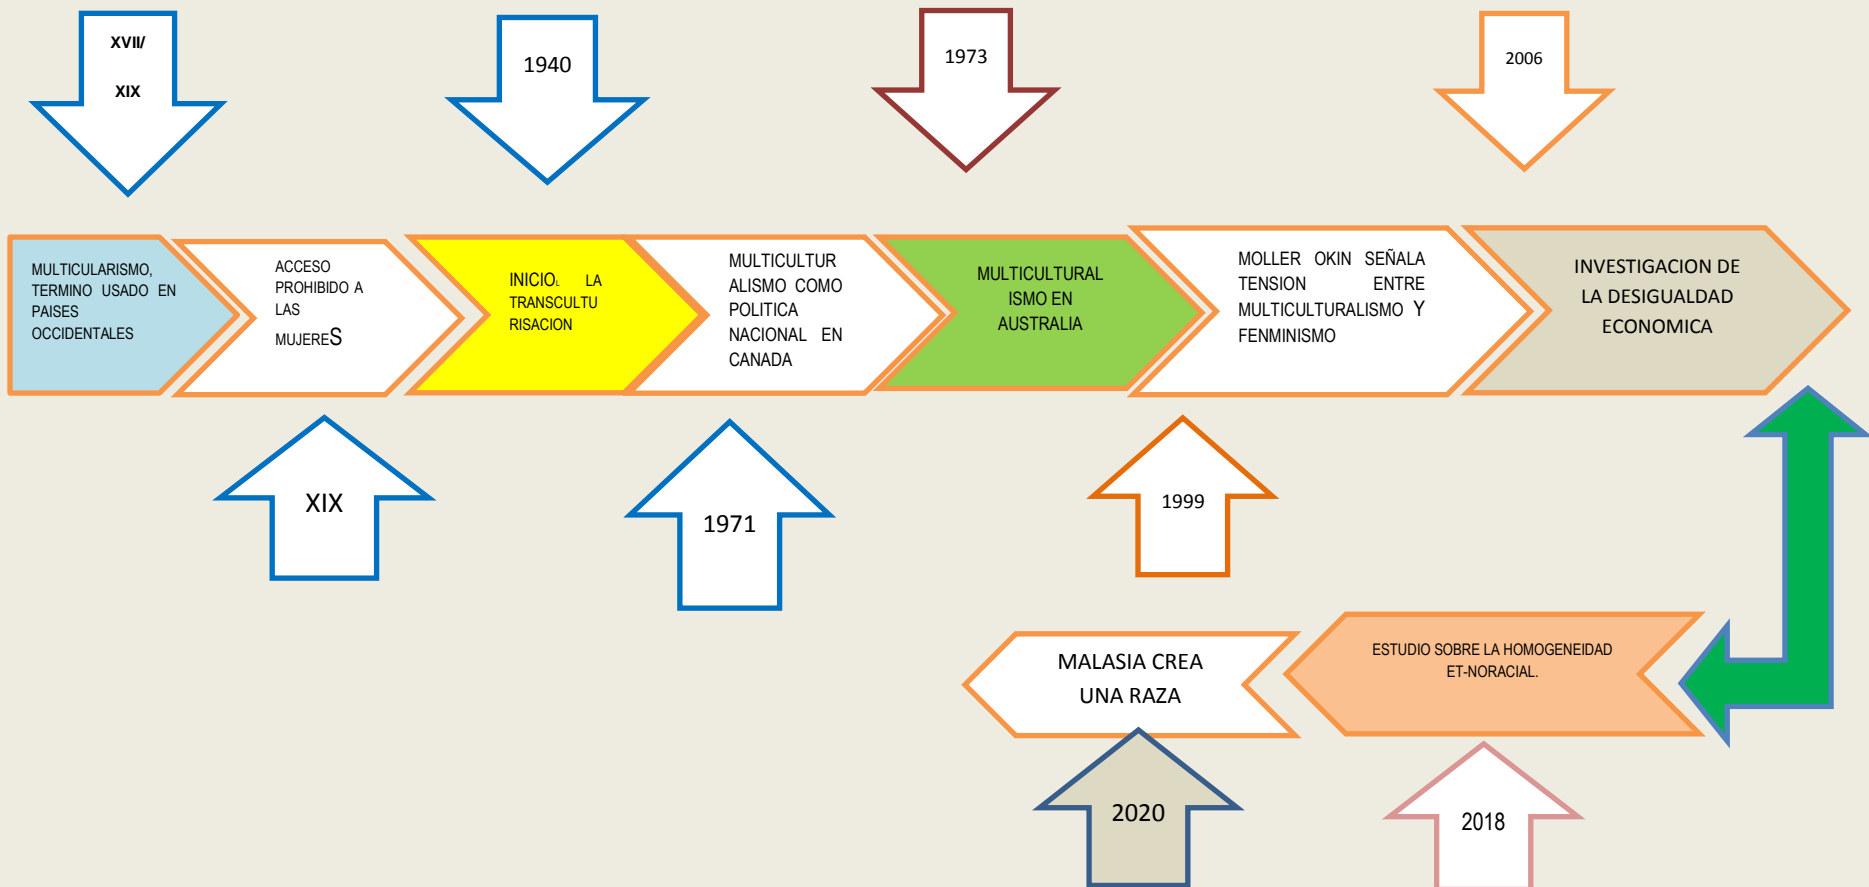 XVII/
XIX
1940
1973
2006
MULTICULARISMO,
TERMINO USADO EN
PAISES
OCCIDENTALES
ACCESO
PROHIBIDO A
LAS
MUJERES
INICIOL LA
TRANSCULTU
RISACION
MULTICULTUR
ALISMO COMO
POLITICA
NACIONAL EN
CANADA
MULTICULTURAL
ISMO EN
AUSTRALIA
MOLLER OKIN SEÑALA
TENSION ENTRE
MULTICULTURALISMO Y
FENMINISMO
INVESTIGACION DE
LA DESIGUALDAD
ECONOMICA
XIX
1971
1999
MALASIA CREA
UNA RAZA
ESTUDIO SOBRE LA HOMOGENEIDAD
ET-NORACIAL.
2020
2018